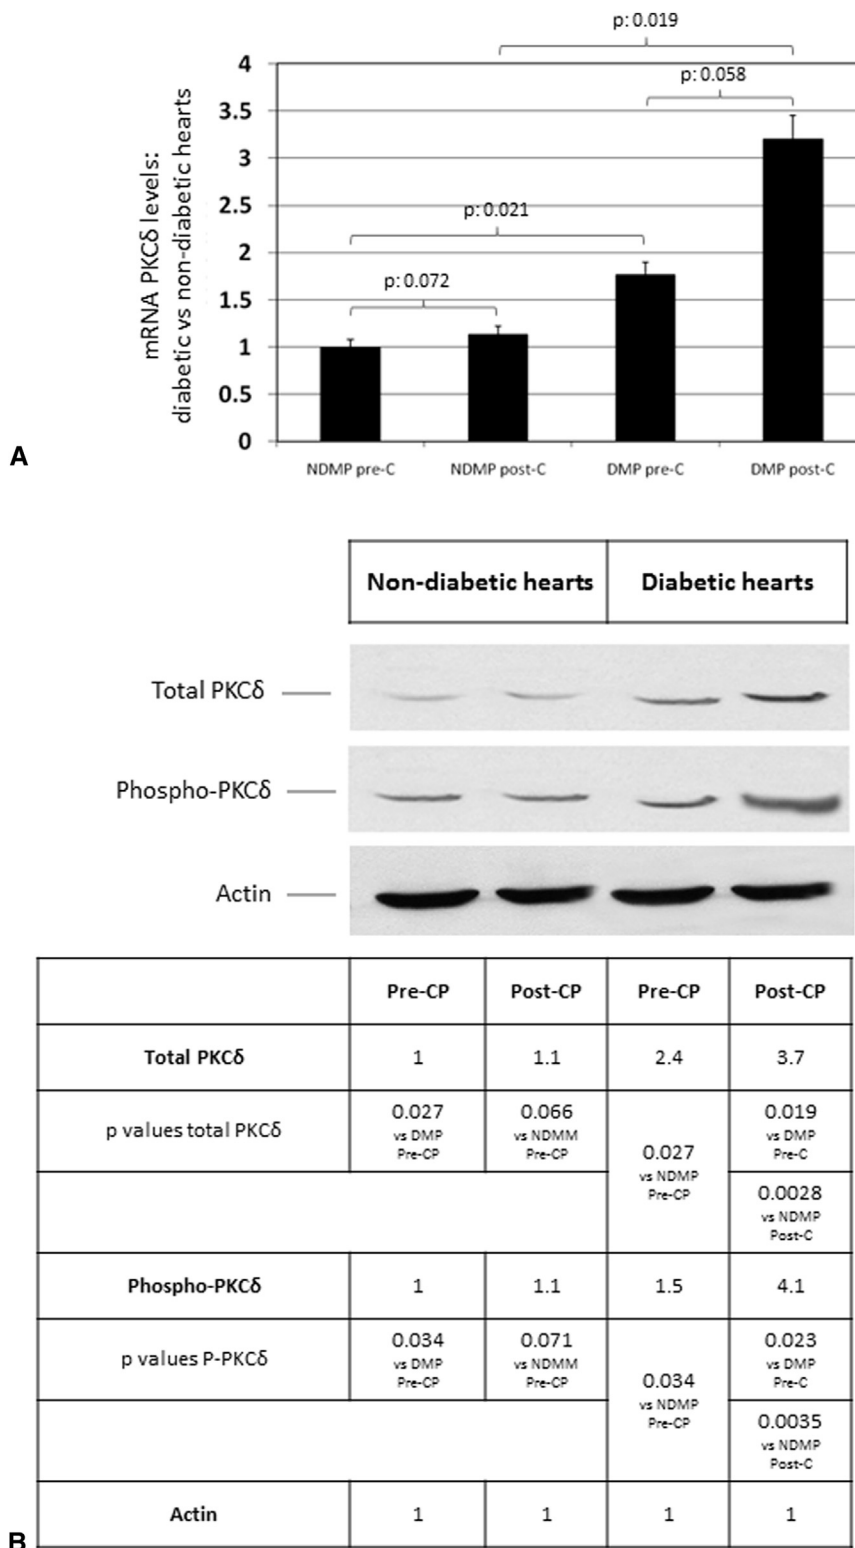 p: 0.019
p: 0.058
p: 0.021
p: 0.072
mRNA PKCδ levels:
diabetic vs non-diabetic hearts
4
3.5
3
2.5
2
1.5
1
0.5
0
NDMP pre-C NDMP post-C DMP pre-C DMP post-C
A
Non-diabetic hearts Diabetic hearts
Total PKCδ
Phospho-PKCδ
Actin
Pre-CP Post-CP Pre-CP Post-CP
Total PKCδ 1 1.1 2.4 3.7
p values total PKCδ
0.027
vs DMP
Pre-CP
0.066
vs NDMM
Pre-CP
0.027
vs NDMP
Pre-CP
0.019
vs DMP
Pre-C
0.0028
vs NDMP
Post-C
Phospho-PKCδ 1 1.1 1.5 4.1
p values P-PKCδ
0.034
vs DMP
Pre-CP
0.071
vs NDMM
Pre-CP
0.034
vs NDMP
Pre-CP
0.023
vs DMP
Pre-C
0.0035
vs NDMP
Post-C
Actin 1 1 1 1
B